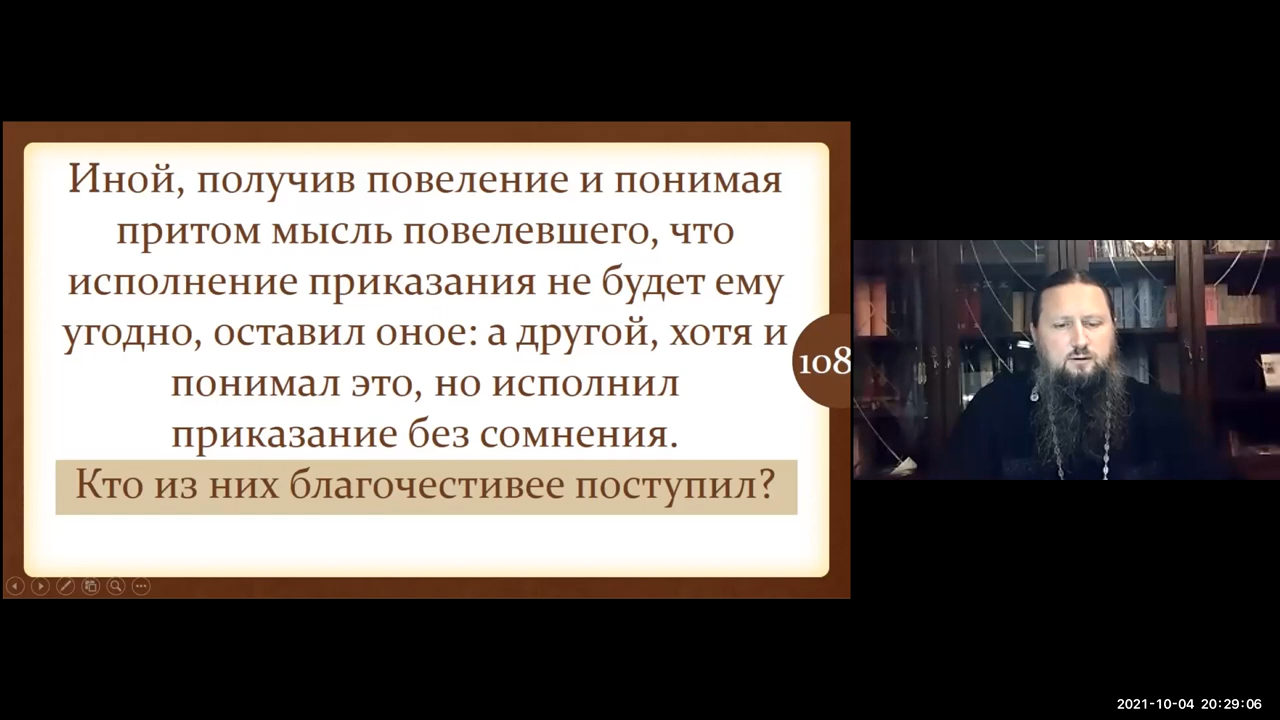 Иной, получив повеление и понимая
притом мысль повелевшего, что
исполнение приказания не будет ему
угодно, оставил оное: а другой, хотя и
понимал это, но исполнил
приказание без сомнения.
Кто из них благочестивее поступил?
108
2021-10-04 20:29:06